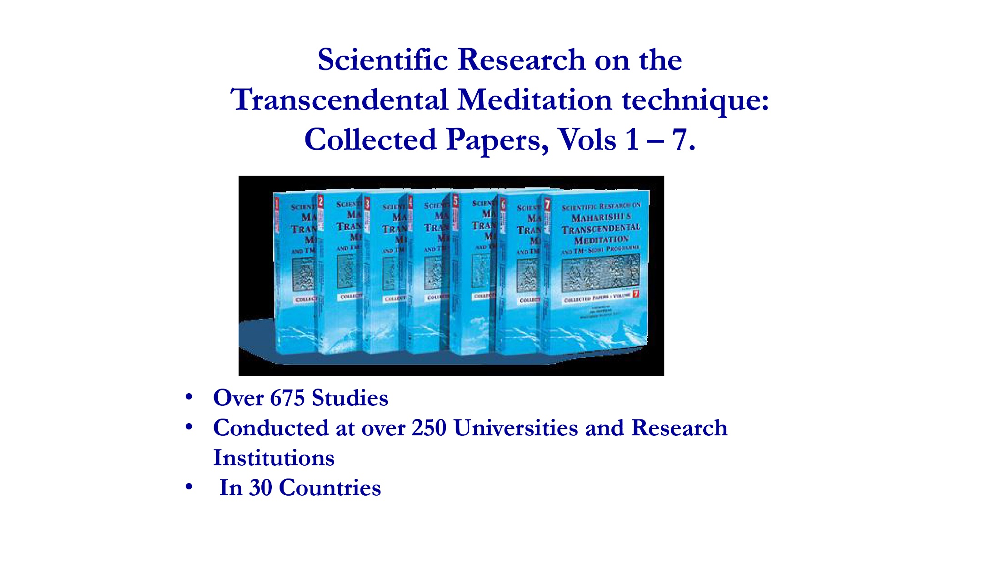 Scientific Research on the
Transcendental Meditation technique:
Collected Papers, Vols 1 – 7.
1 2 3 4 5 6 7
SCIENTIFIC RESEARCH ON
MAHARISHI'S
TRANSCENDENTAL
MEDITATION
AND TM-SIDHI PROGRAMME
COLLECTED PAPERS - VOLUME 7
• Over 675 Studies
• Conducted at over 250 Universities and Research
Institutions
• In 30 Countries